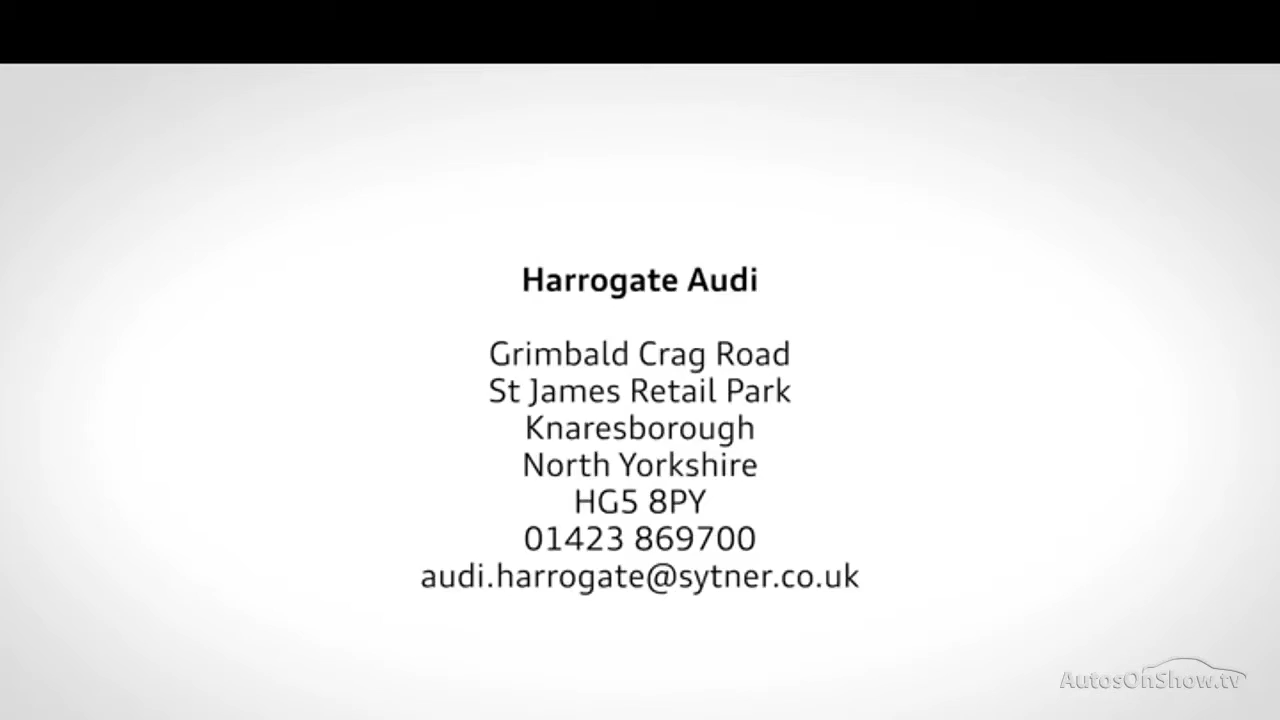 Harrogate Audi
Grimbald Crag Road
St James Retail Park
Knaresborough
North Yorkshire
HG5 8PY
01423 869700
audi.harrogate@sytner.co.uk
AutosOnShow.tv